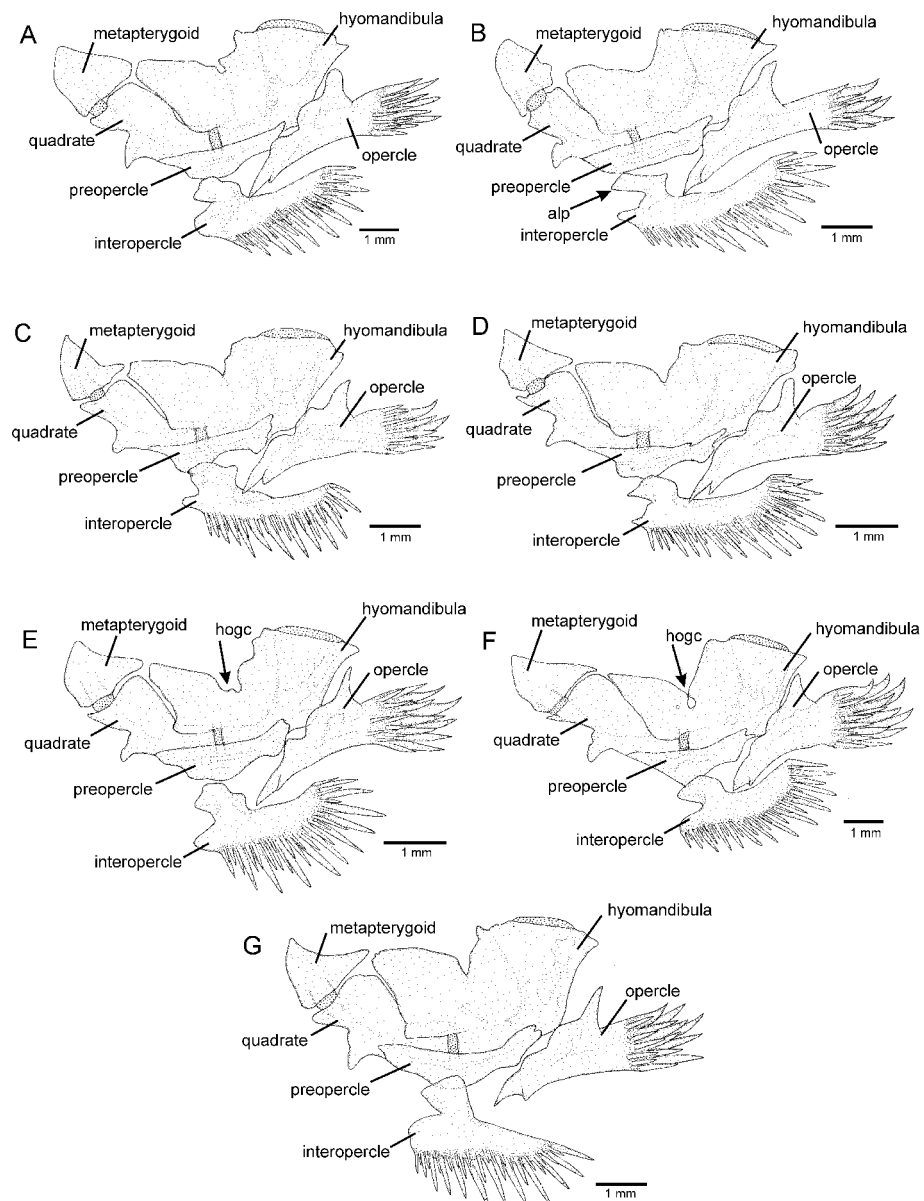 A
metapterygoid
hyomandibula
quadrate
opercle
preopercle
interopercle
1 mm
B
metapterygoid
hyomandibula
quadrate
opercle
preopercle
alp
interopercle
1 mm
C
metapterygoid
hyomandibula
opercle
quadrate
preopercle
interopercle
1 mm
D
metapterygoid
hyomandibula
opercle
quadrate
preopercle
interopercle
1 mm
E
metapterygoid
hogc
hyomandibula
opercle
quadrate
preopercle
interopercle
1 mm
F
metapterygoid
hogc
hyomandibula
opercle
quadrate
preopercle
interopercle
1 mm
G
metapterygoid
hyomandibula
opercle
quadrate
preopercle
interopercle
1 mm